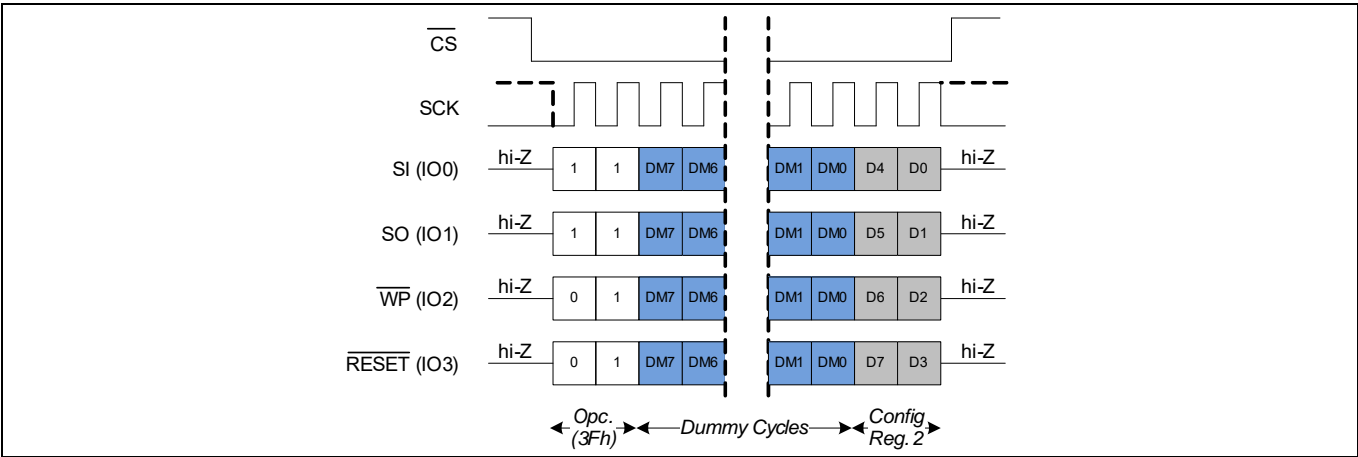 CS
SCK
SI (IO0) hi-Z 1 1 DM7 DM6 DM1 DM0 D4 D0 hi-Z
SO (IO1) hi-Z 1 1 DM7 DM6 DM1 DM0 D5 D1 hi-Z
WP (IO2) hi-Z 0 1 DM7 DM6 DM1 DM0 D6 D2 hi-Z
RESET (IO3) hi-Z 0 1 DM7 DM6 DM1 DM0 D7 D3 hi-Z
Opc. Dummy Cycles Config
(3Fh) Reg. 2